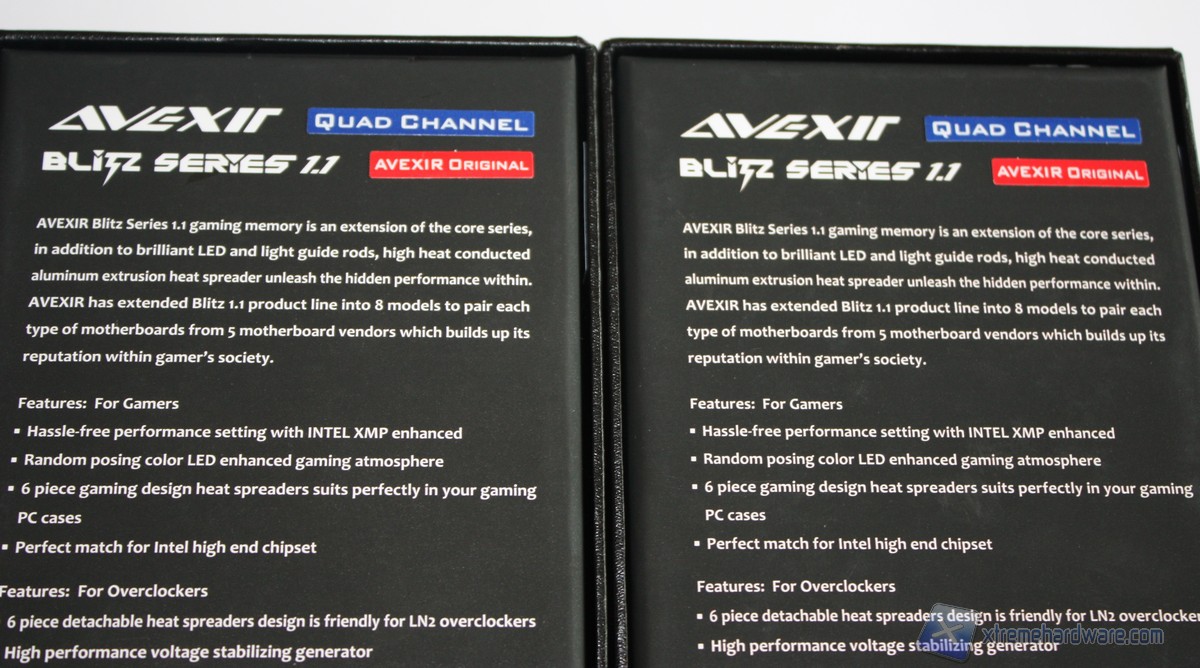 AVEXIR QUAD CHANNEL
BLITZ SERIES 1.1 AVEXIR ORIGINAL
AVEXIR Blitz Series 1.1 gaming memory is an extension of the core series,
in addition to brilliant LED and light guide rods, high heat conducted
aluminum extrusion heat spreader unleash the hidden performance within.
AVEXIR has extended Blitz 1.1 product line into 8 models to pair each
type of motherboards from 5 motherboard vendors which builds up its
reputation within gamer's society.
Features: For Gamers
▪ Hassle-free performance setting with INTEL XMP enhanced
▪ Random posing color LED enhanced gaming atmosphere
▪ 6 piece gaming design heat spreaders suits perfectly in your gaming
PC cases
▪ Perfect match for Intel high end chipset
Features: For Overclockers
6 piece detachable heat spreaders design is friendly for LN2 overclockers
High performance voltage stabilizing generator
AVEXIR QUAD CHANNEL
BLITZ SERIES 1.1 AVEXIR ORIGINAL
AVEXIR Blitz Series 1.1 gaming memory is an extension of the core series,
in addition to brilliant LED and light guide rods, high heat conducted
aluminum extrusion heat spreader unleash the hidden performance within.
AVEXIR has extended Blitz 1.1 product line into 8 models to pair each
type of motherboards from 5 motherboard vendors which builds up its
reputation within gamer's society.
Features: For Gamers
▪ Hassle-free performance setting with INTEL XMP enhanced
▪ Random posing color LED enhanced gaming atmosphere
▪ 6 piece gaming design heat spreaders suits perfectly in your gaming
PC cases
▪ Perfect match for Intel high end chipset
Features: For Overclockers
▪ 6 piece detachable heat spreaders design is friendly for LN2 overclocker
▪ High performance voltage stabilizing generator
xtremehardware.com